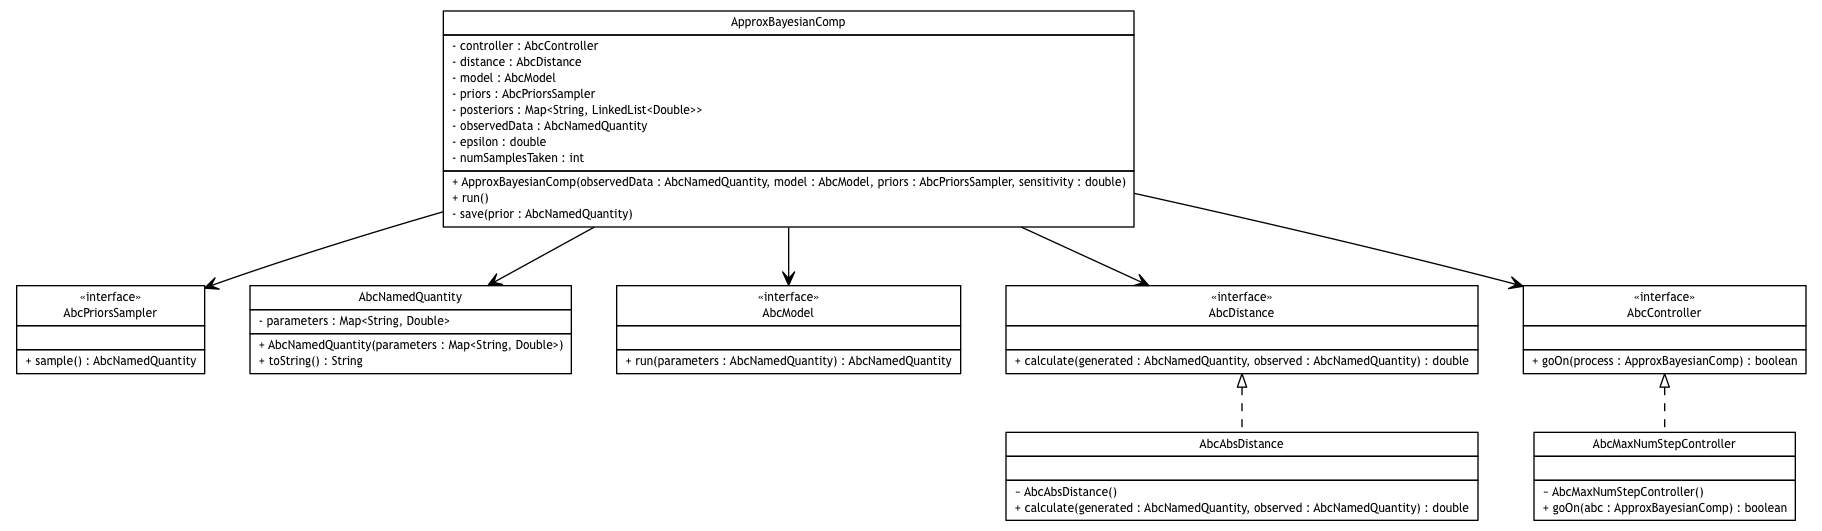 ApproxBayesianComp
- controller : AbcController
- distance : AbcDistance
- model : AbcModel
- priors : AbcPriorsSampler
- posteriors : Map<String, LinkedList<Double>>
- observedData : AbcNamedQuantity
- epsilon : double
- numSamplesTaken : int
+ ApproxBayesianComp(observedData : AbcNamedQuantity, model : AbcModel, priors : AbcPriorsSampler, sensitivity : double)
+ run()
- save(prior : AbcNamedQuantity)
«interface»
AbcPriorsSampler
+ sample() : AbcNamedQuantity
AbcNamedQuantity
- parameters : Map<String, Double>
+ AbcNamedQuantity(parameters : Map<String, Double>)
+ toString() : String
«interface»
AbcModel
+ run(parameters : AbcNamedQuantity) : AbcNamedQuantity
«interface»
AbcDistance
+ calculate(generated : AbcNamedQuantity, observed : AbcNamedQuantity) : double
«interface»
AbcController
+ goOn(process : ApproxBayesianComp) : boolean
AbcAbsDistance
~ AbcAbsDistance()
+ calculate(generated : AbcNamedQuantity, observed : AbcNamedQuantity) : double
AbcMaxNumStepController
~ AbcMaxNumStepController()
+ goOn(abc : ApproxBayesianComp) : boolean